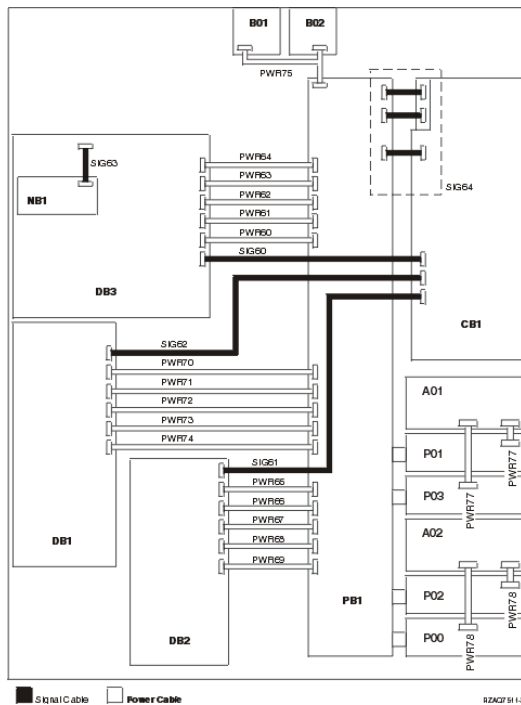 B01 B02
PWR75
SIG63
NB1
PWR64
PWR63
PWR62
PWR61
PWR60
SIG60
SIG64
DB3
CB1
SIG62
PWR70
PWR71
PWR72
PWR73
PWR74
A01
P01
PWR77
PWR77
P03
A02
SIG61
PWR65
PWR66
PWR67
PWR68
PWR69
DB1
DB2
PB1
P02
PWR78
PWR78
P00
Signal Cable Power Cable